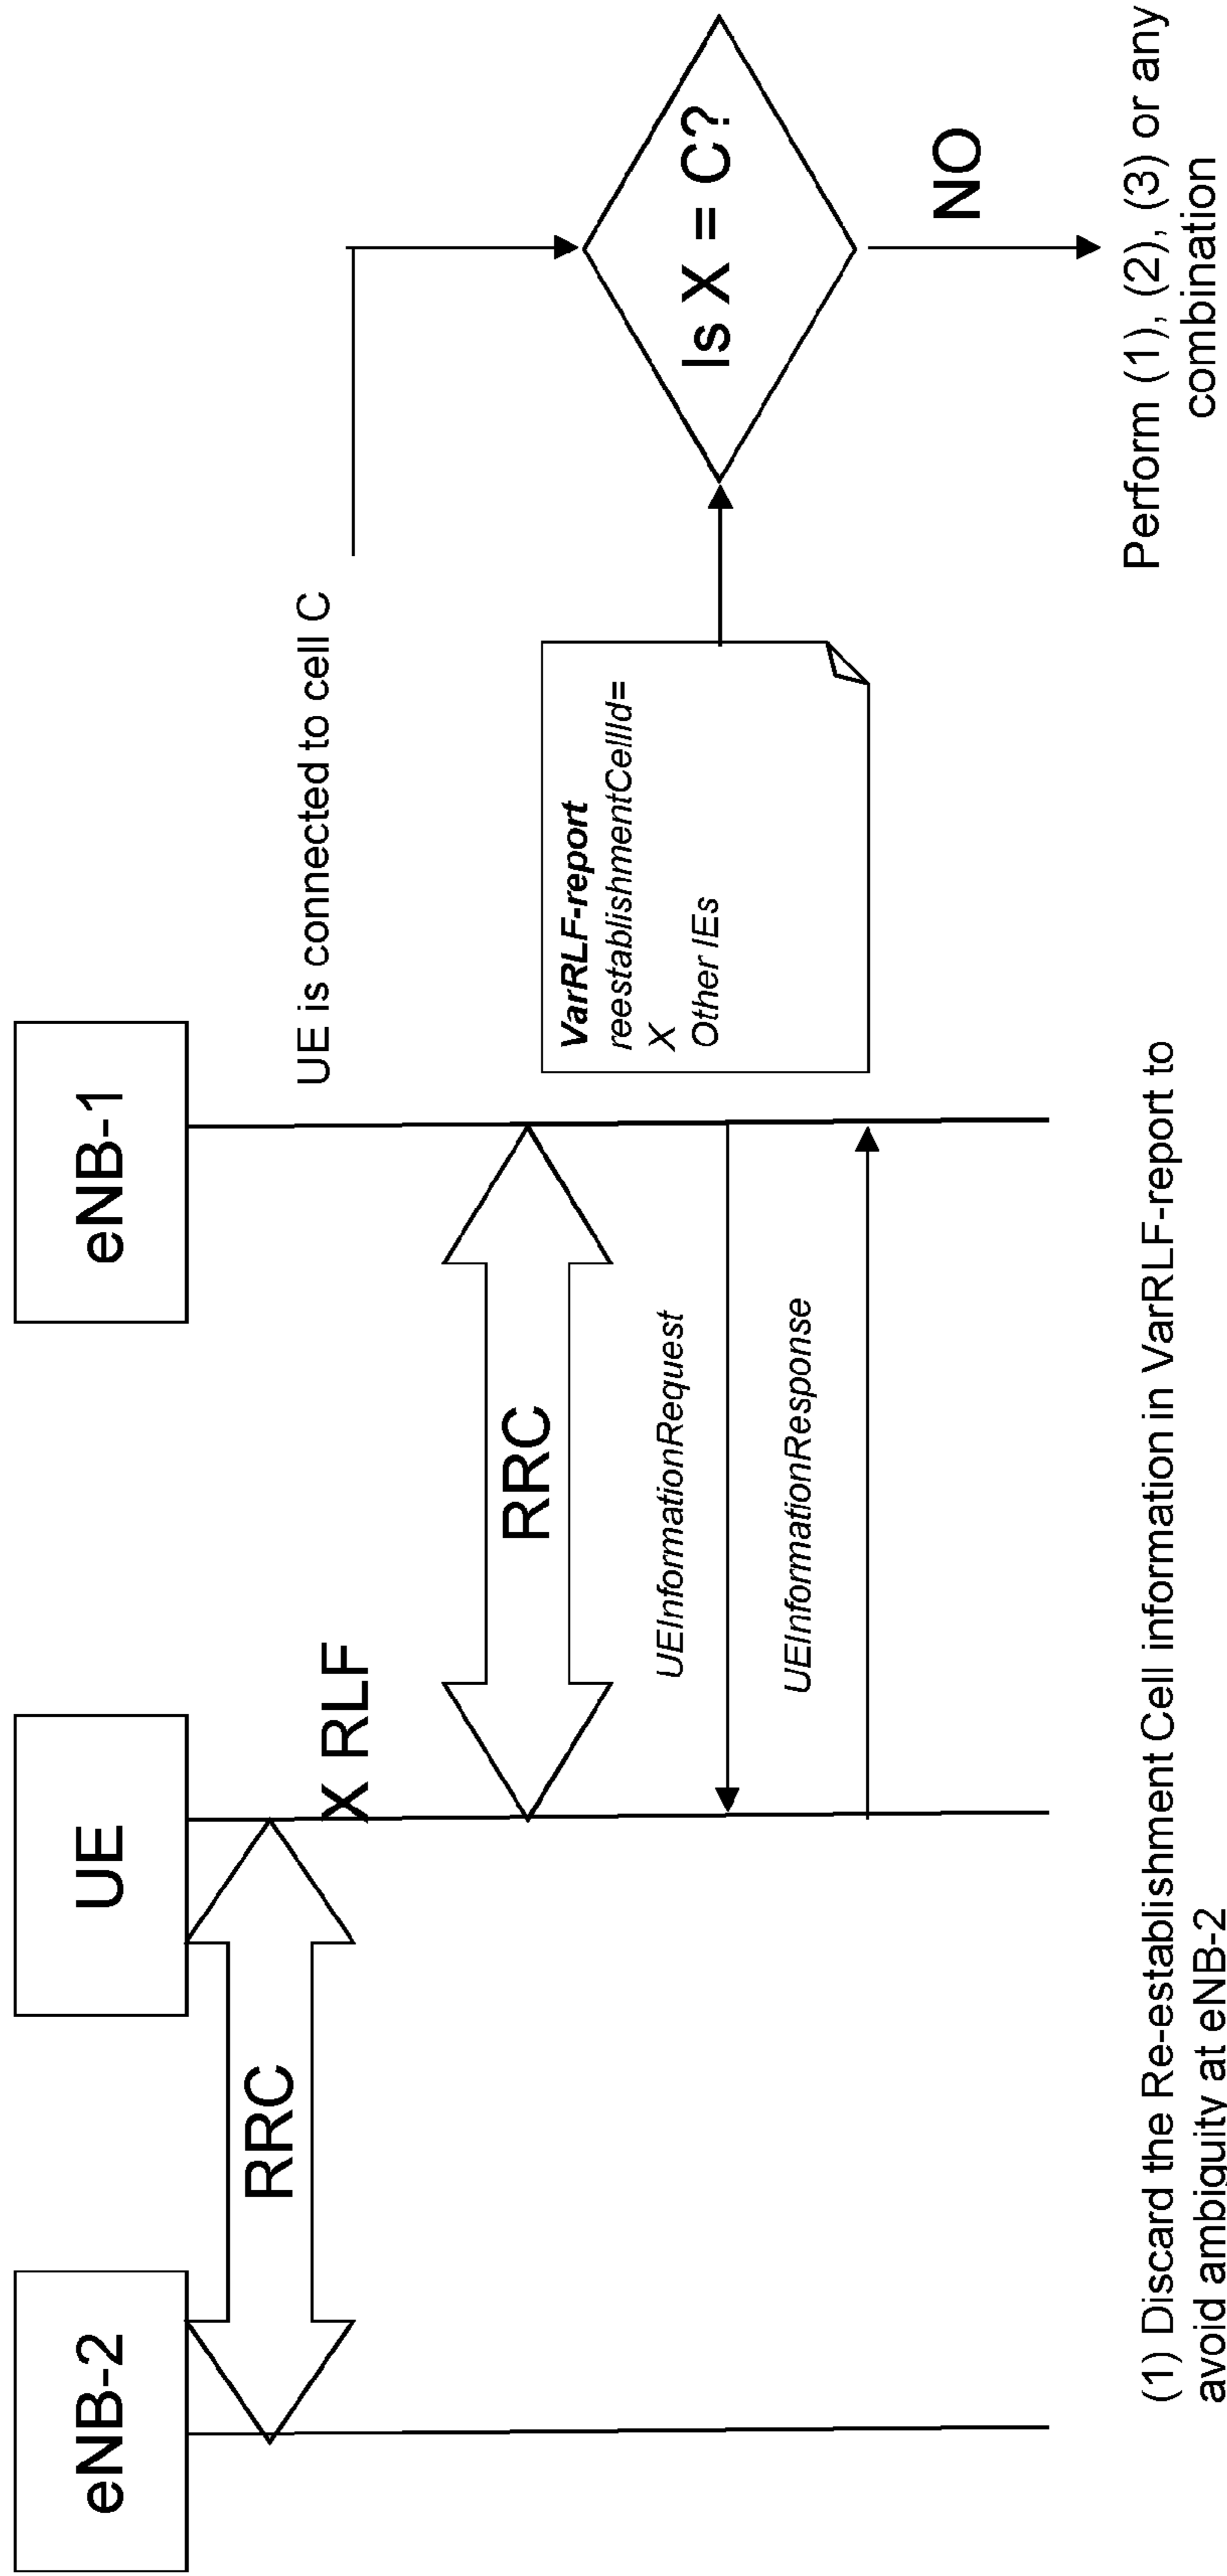 eNB-2
UE
eNB-1
RRC
X RLF
UE is connected to cell C
RRC
VarRLF-report
reestablishmentCellId=
X
Other IEs
Is X = C?
UEInformationRequest
UEInformationResponse
NO
Perform (1), (2), (3) or any
combination
(1) Discard the Re-establishment Cell information in VarRLF-report to
avoid ambiguity at eNB-2